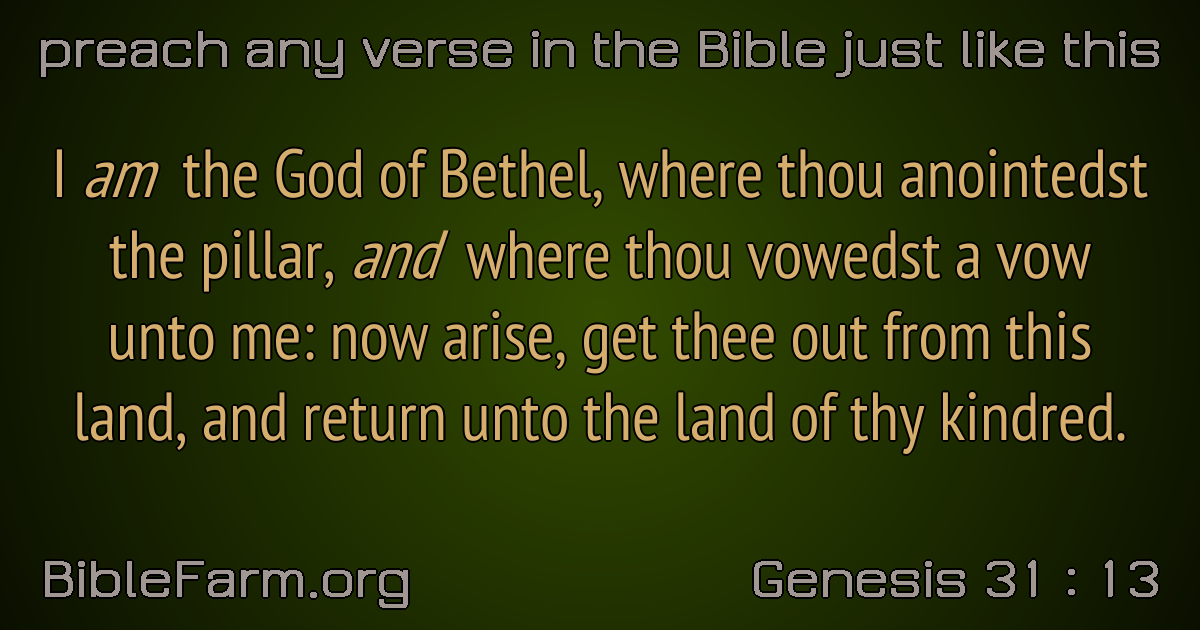 preach any verse in the Bible just like this
I am the God of Bethel, where thou anointedst
the pillar, and where thou vowedst a vow
unto me: now arise, get thee out from this
land, and return unto the land of thy kindred.
BibleFarm.org
Genesis 31 : 13